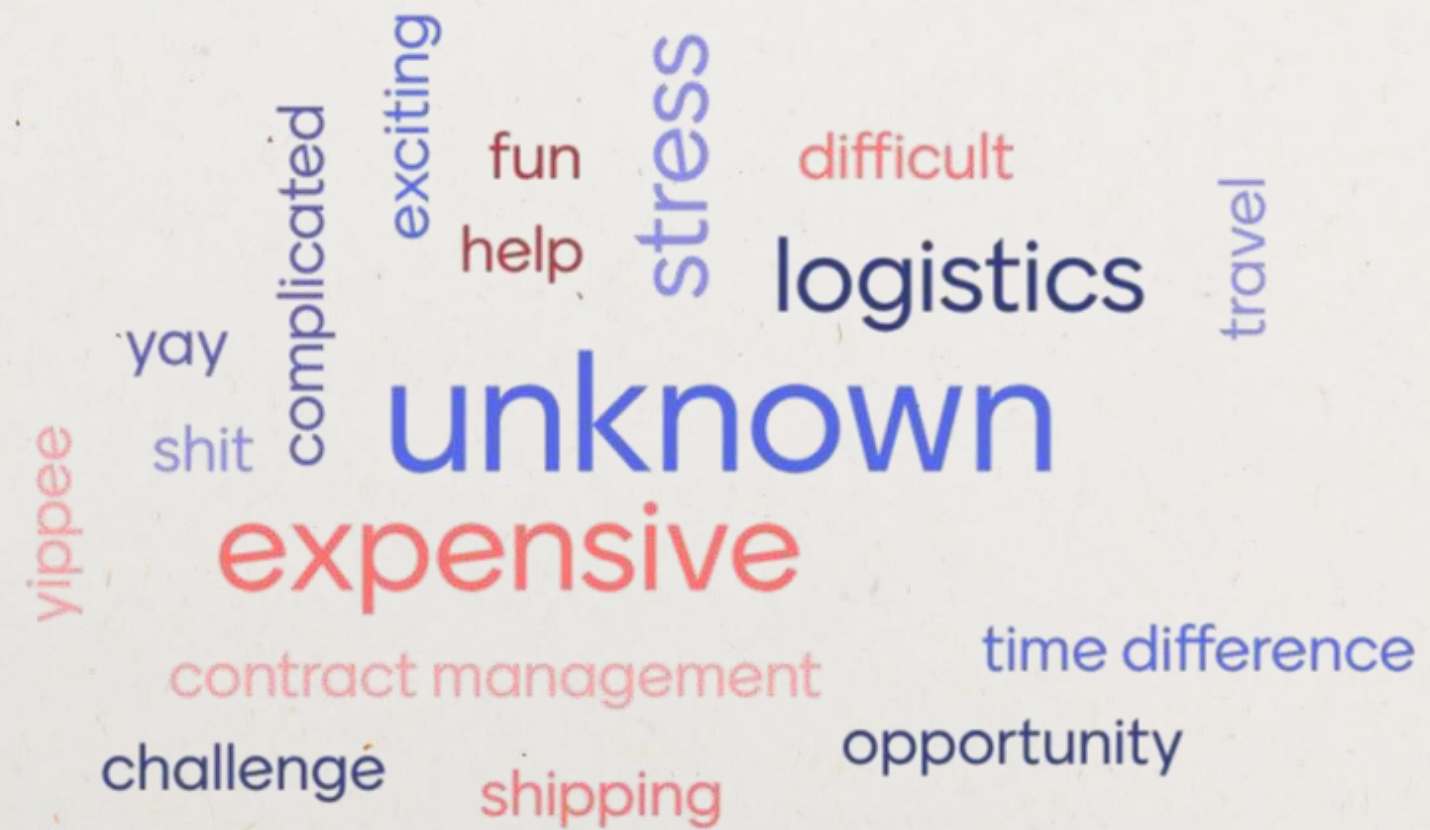 exciting
stress
complicated
fun
difficult
travel
help
logistics
yay
unknown
shit
yippee
expensive
time difference
contract management
opportunity
challenge
shipping